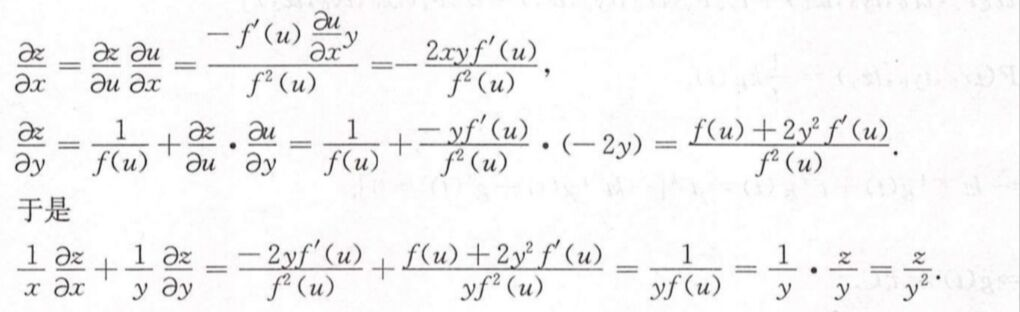 ∂z/∂x = ∂z/∂u ∂u/∂x = (−f′(u) ∂u/∂x y)/f²(u) = −2xyf′(u)/f²(u),
∂z/∂y = 1/f(u) + ∂z/∂u · ∂u/∂y = 1/f(u) + −yf′(u)/f²(u) · (−2y) = (f(u)+2y²f′(u))/f²(u).
于是
1/x ∂z/∂x + 1/y ∂z/∂y = −2yf′(u)/f²(u) + (f(u)+2y²f′(u))/yf²(u) = 1/yf(u) = 1/y · z/y = z/y².